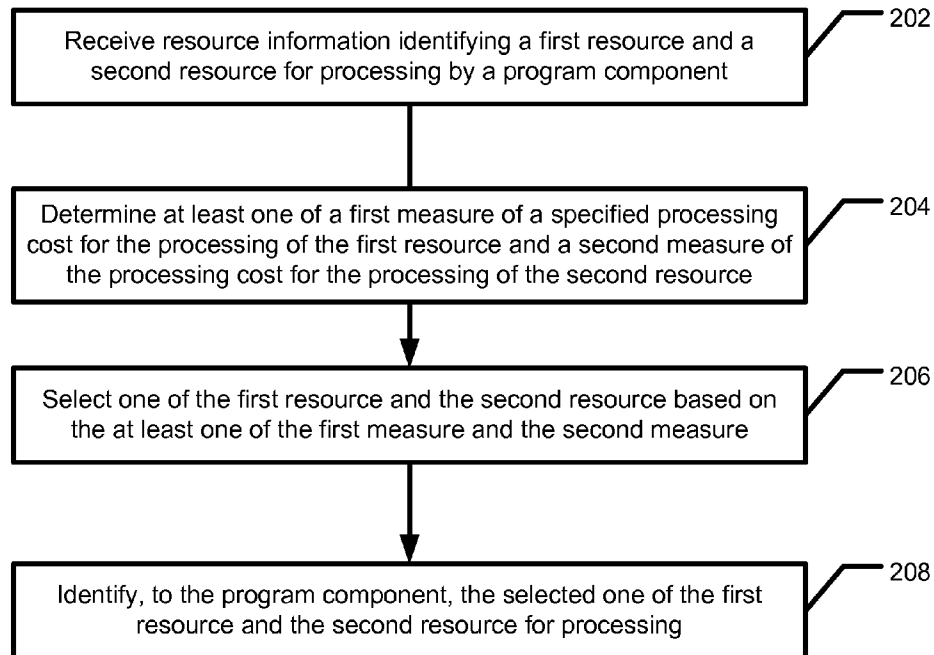 Receive resource information identifying a first resource and a
second resource for processing by a program component
202
Determine at least one of a first measure of a specified processing
cost for the processing of the first resource and a second measure of
the processing cost for the processing of the second resource
204
Select one of the first resource and the second resource based on
the at least one of the first measure and the second measure
206
Identify, to the program component, the selected one of the first
resource and the second resource for processing
208